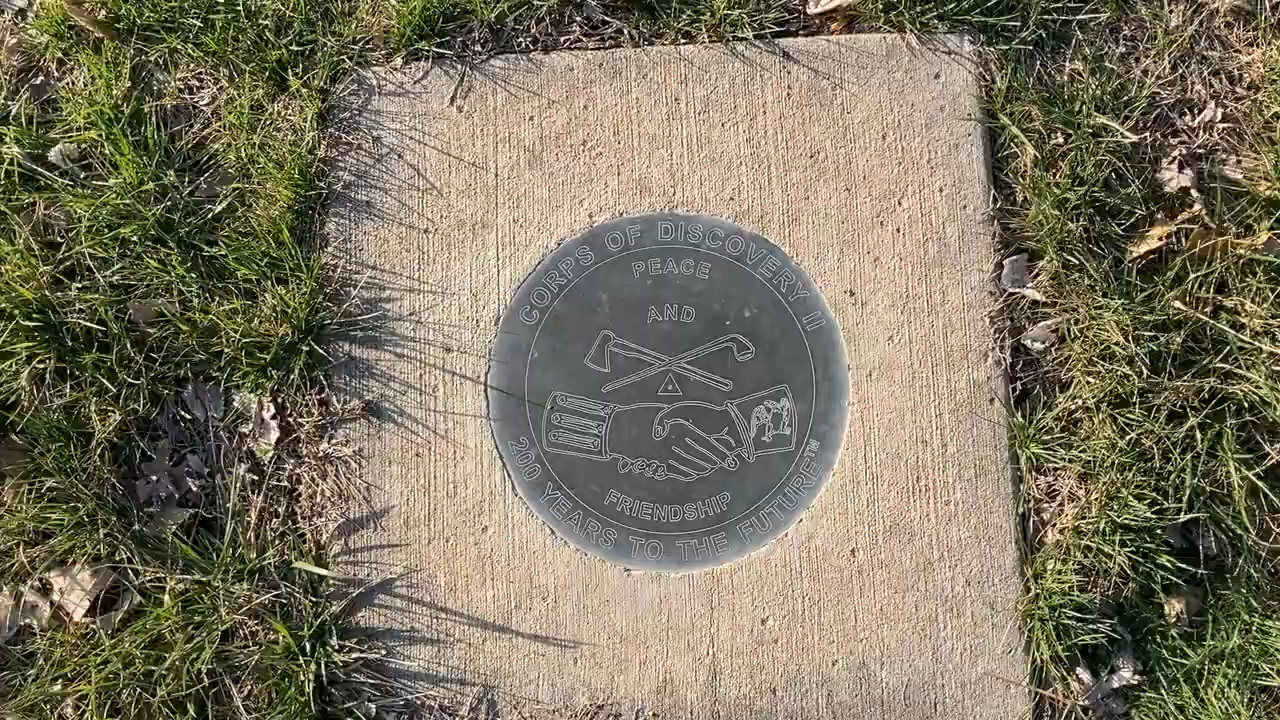 CORPS OF DISCOVERY II
PEACE
AND
FRIENDSHIP
200 YEARS TO THE FUTURE™